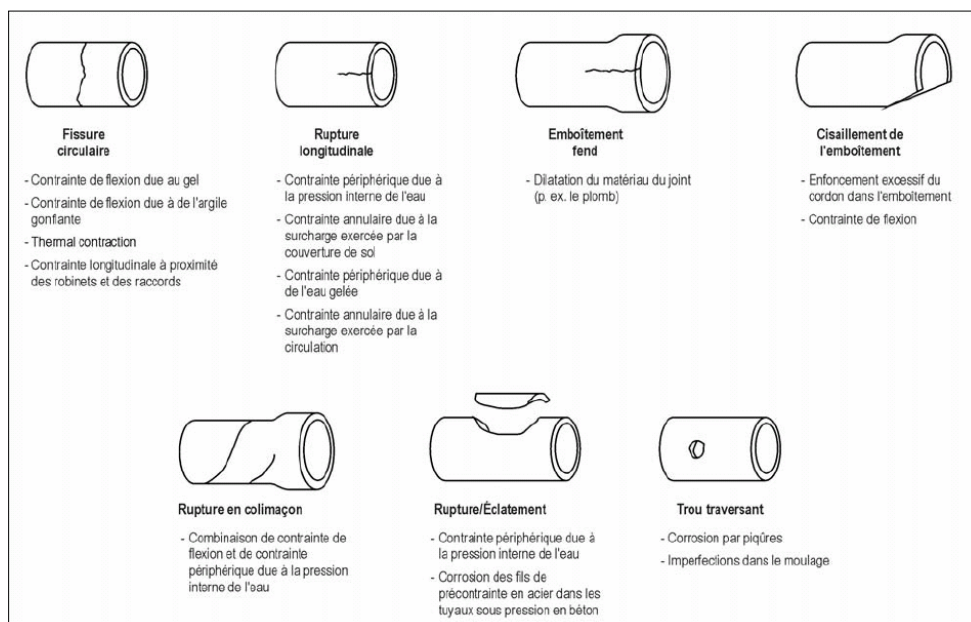 Fissure
circulaire
- Contrainte de flexion due au gel
- Contrainte de flexion due à de l'argile
gonflante
- Thermal contraction
- Contrainte longitudinale à proximité
des robinets et des raccords
Rupture
longitudinale
- Contrainte périphérique due à
la pression interne de l'eau
- Contrainte annulaire due à la
surcharge exercée par la
couverture de sol
- Contrainte périphérique due à
de l'eau gelée
- Contrainte annulaire due à la
surcharge exercée par la
circulation
Emboîtement
fend
- Dilatation du matériau du joint
(p. ex. le plomb)
Cisaillement de
l'emboîtement
- Enfoncement excessif du
cordon dans l'emboîtement
- Contrainte de flexion
Rupture en colimaçon
- Combinaison de contrainte de
flexion et de contrainte
périphérique due à la pression
interne de l'eau
Rupture/Éclatement
- Contrainte périphérique due à
la pression interne de l'eau
- Corrosion des fils de
précontrainte en acier dans les
tuyaux sous pression en béton
Trou traversant
- Corrosion par piqûres
- Imperfections dans le moulage